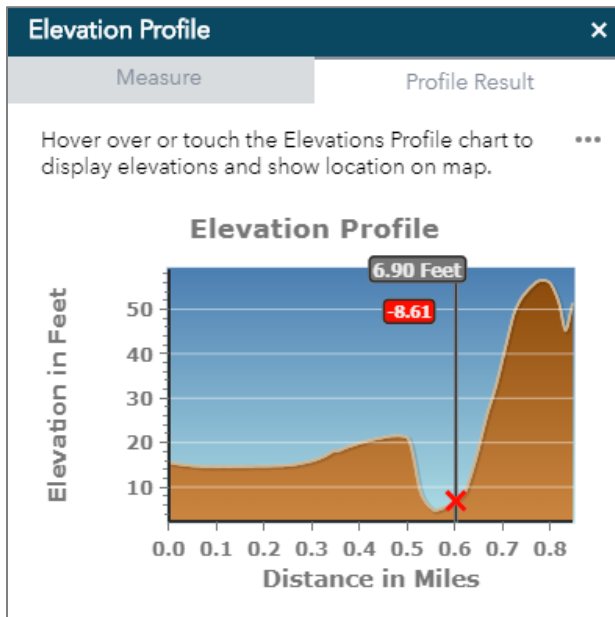 Elevation Profile ×
Measure
Profile Result
Hover over or touch the Elevations Profile chart to
display elevations and show location on map.
Elevation Profile
6.90 Feet
-8.61
Elevation in Feet
50
40
30
20
10
0.0 0.1 0.2 0.3 0.4 0.5 0.6 0.7 0.8
Distance in Miles